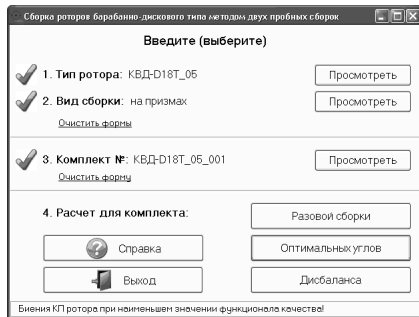 Сборка роторов барабанно-дискового типа методом двух пробных сборок
Введите (выберите)
1. Тип ротора: КВД-D18Т_05
Просмотреть
2. Вид сборки: на призмах
Просмотреть
Очистить формы
3. Комплект №: КВД-D18Т_05_001
Просмотреть
Очистить форму
4. Расчет для комплекта:
Разовой сборки
Справка
Оптимальных углов
Выход
Дисбаланса
Биения КП ротора при наименьшем значении функционала качества!